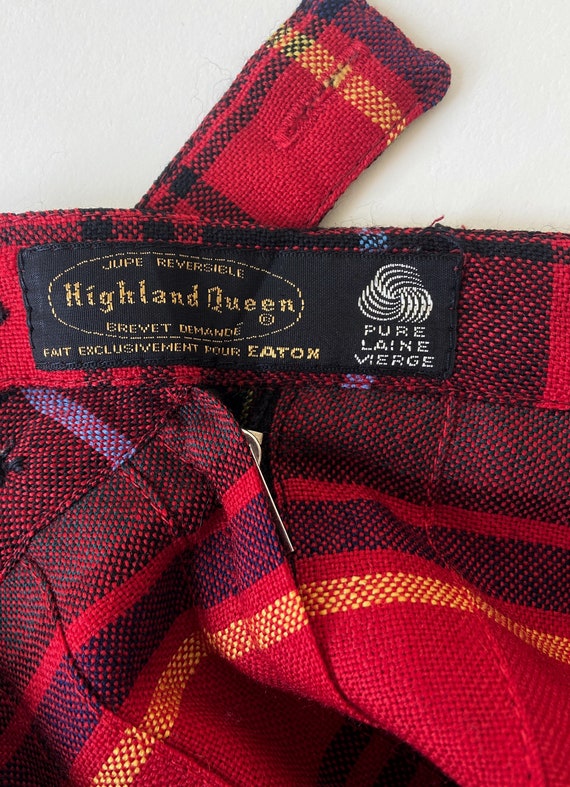 JUPE REVERSIBLE
Highland Queen ®
BREVET DEMANDÉ
FAIT EXCLUSIVEMENT POUR EATON
PURE
LAINE
VIERGE